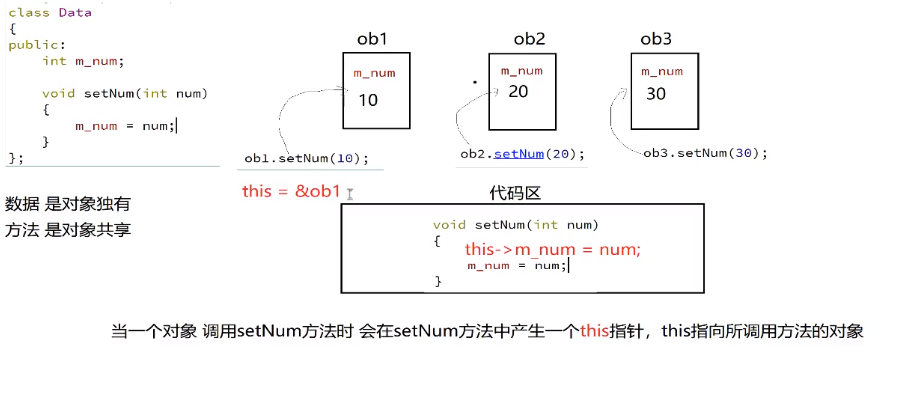 class Data
{
public:
int m_num;
void setNum(int num)
{
m_num = num;
}
};
ob1
m_num
10
ob1.setNum(10);
this = &ob1
ob2
m_num
20
ob2.setNum(20);
ob3
m_num
30
ob3.setNum(30);
数据 是对象独有
方法 是对象共享
代码区
void setNum(int num)
{
this->m_num = num;
m_num = num;
}
当一个对象 调用setNum方法时 会在setNum方法中产生一个this指针，this指向所调用方法的对象